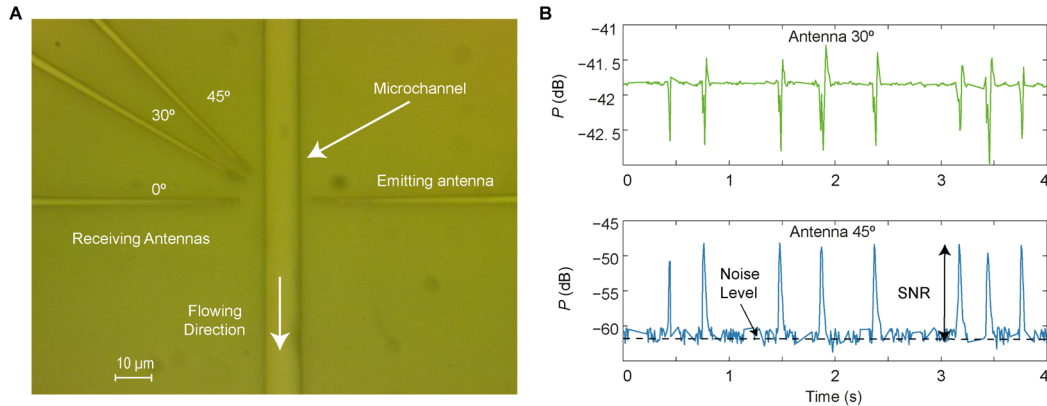 A
45º
30º
0º
Microchannel
Emitting antenna
Receiving Antennas
Flowing
Direction
10 µm
B
Antenna 30º
P (dB)
−41
−41.5
−42
−42.5
0
1
2
3
4
Antenna 45º
P (dB)
−45
−50
−55
−60
Noise
Level
SNR
0
1
2
3
4
Time (s)